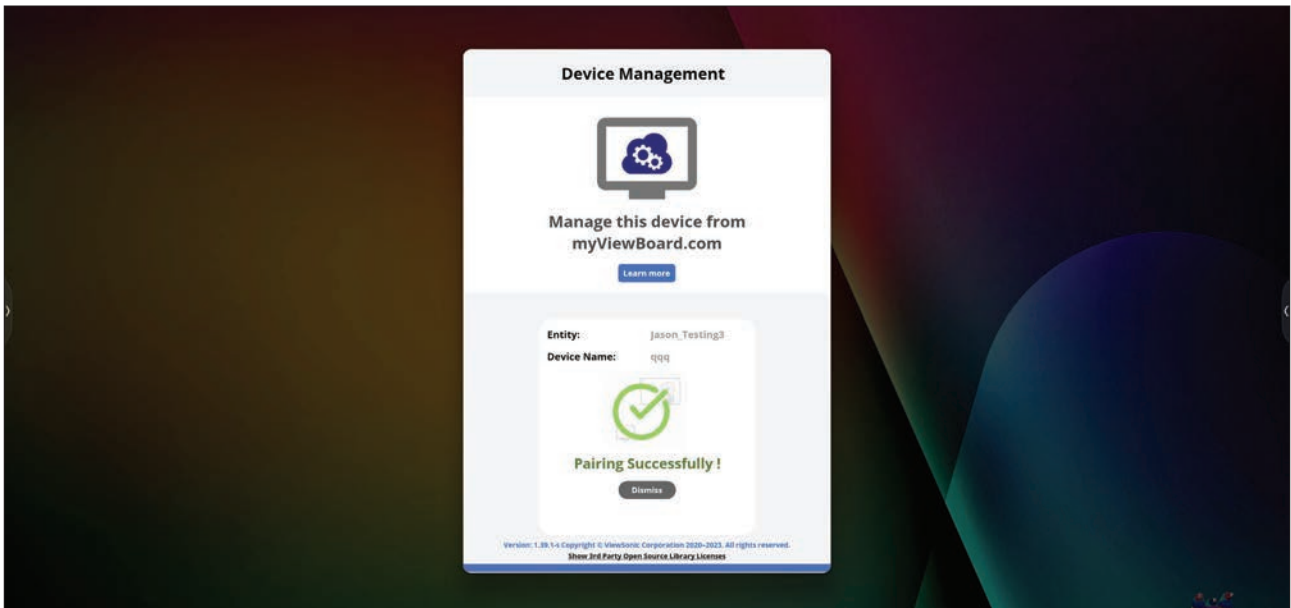 Device Management
Manage this device from
myViewBoard.com
Learn more
Entity: Jason_Testing3
Device Name: qqq
Pairing Successfully !
Dismiss
Version: 1.39.1-s Copyright © ViewSonic Corporation 2020-2023. All rights reserved.
Show 3rd Party Open Source Library Licenses